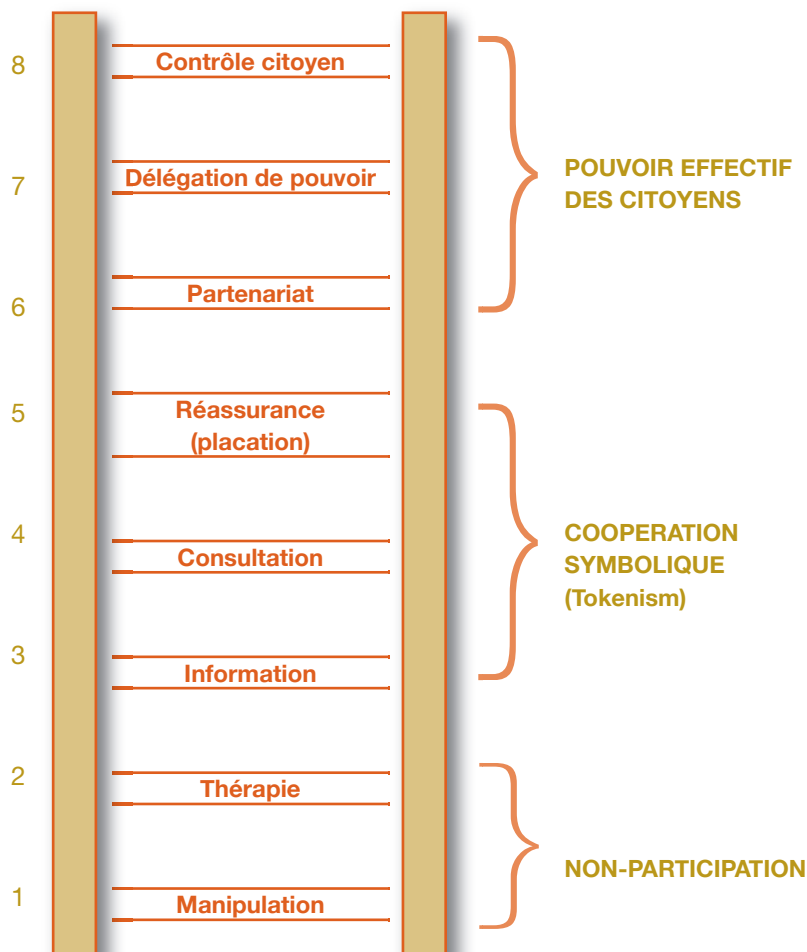 8
Contrôle citoyen
7
Délégation de pouvoir
POUVOIR EFFECTIF
DES CITOYENS
6
Partenariat
5
Réassurance
(placation)
4
Consultation
COOPERATION
SYMBOLIQUE
(Tokenism)
3
Information
2
Thérapie
NON-PARTICIPATION
1
Manipulation